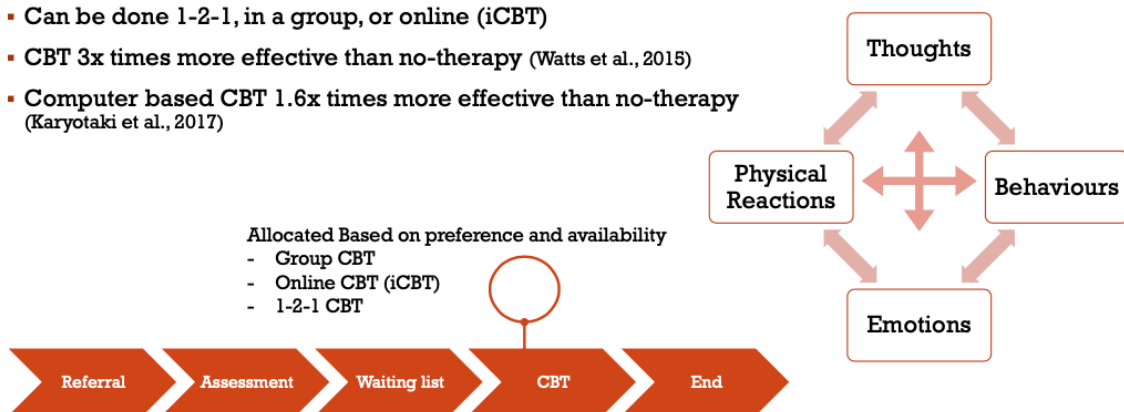 ▪ Can be done 1-2-1, in a group, or online (iCBT)
▪ CBT 3x times more effective than no-therapy (Watts et al., 2015)
▪ Computer based CBT 1.6x times more effective than no-therapy
(Karyotaki et al., 2017)
Thoughts
Physical
Reactions
Behaviours
Emotions
Allocated Based on preference and availability
- Group CBT
- Online CBT (iCBT)
- 1-2-1 CBT
Referral
Assessment
Waiting list
CBT
End